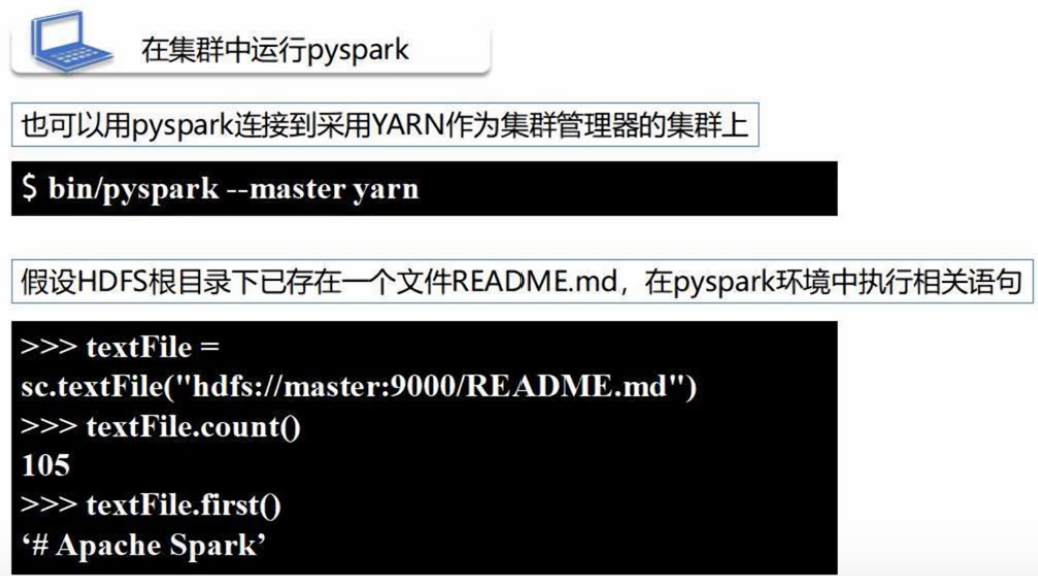 在集群中运行pyspark
也可以用pyspark连接到采用YARN作为集群管理器的集群上
$ bin/pyspark --master yarn
假设HDFS根目录下已存在一个文件README.md，在pyspark环境中执行相关语句
>>> textFile =
sc.textFile("hdfs://master:9000/README.md")
>>> textFile.count()
105
>>> textFile.first()
‘# Apache Spark’